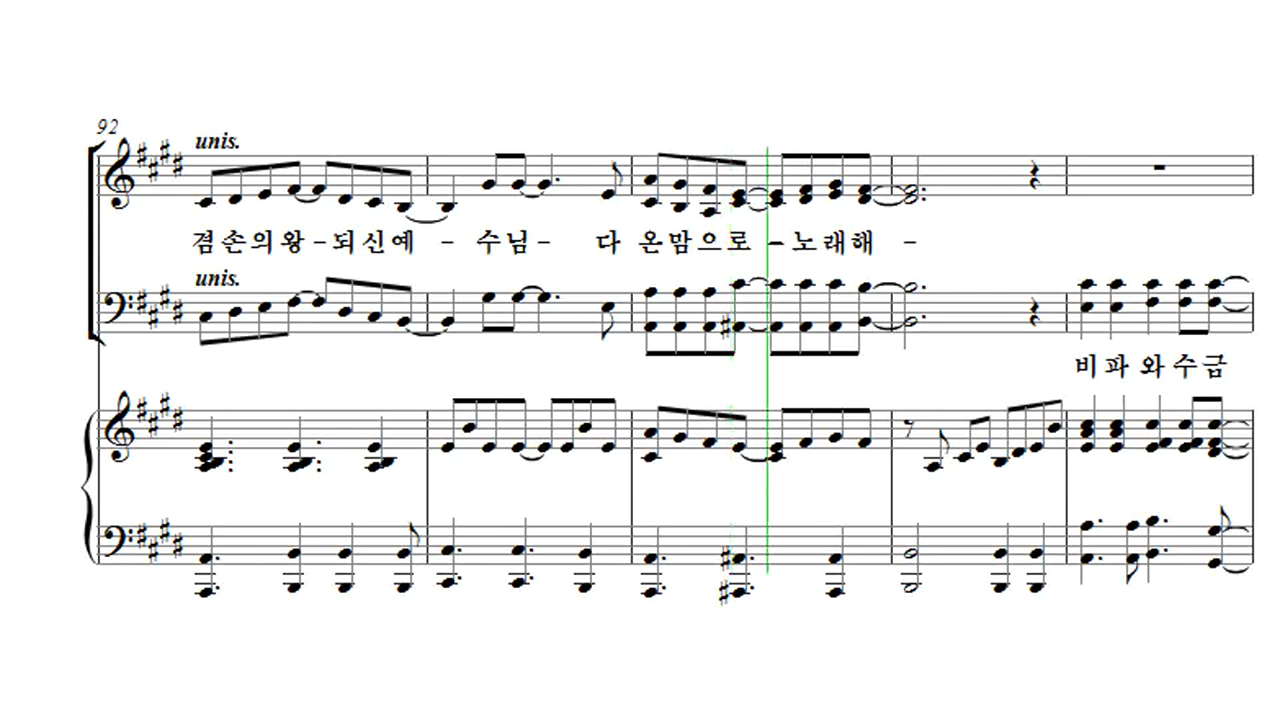 92
unis.
겸손의왕-되신예 - 수님- 다 온밤으로 - 노래해 -
unis.
비파와수금